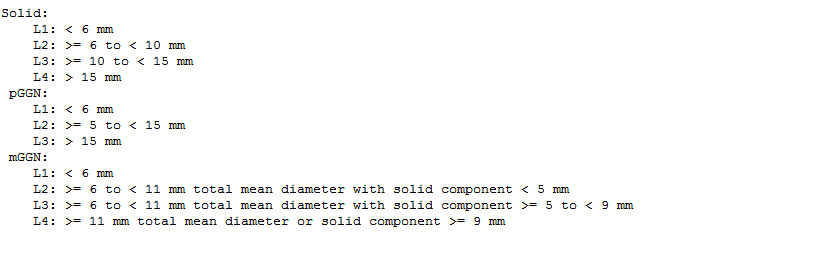 Solid:
L1: < 6 mm
L2: >= 6 to < 10 mm
L3: >= 10 to < 15 mm
L4: > 15 mm
pGGN:
L1: < 6 mm
L2: >= 5 to < 15 mm
L3: > 15 mm
mGGN:
L1: < 6 mm
L2: >= 6 to < 11 mm total mean diameter with solid component < 5 mm
L3: >= 6 to < 11 mm total mean diameter with solid component >= 5 to < 9 mm
L4: >= 11 mm total mean diameter or solid component >= 9 mm